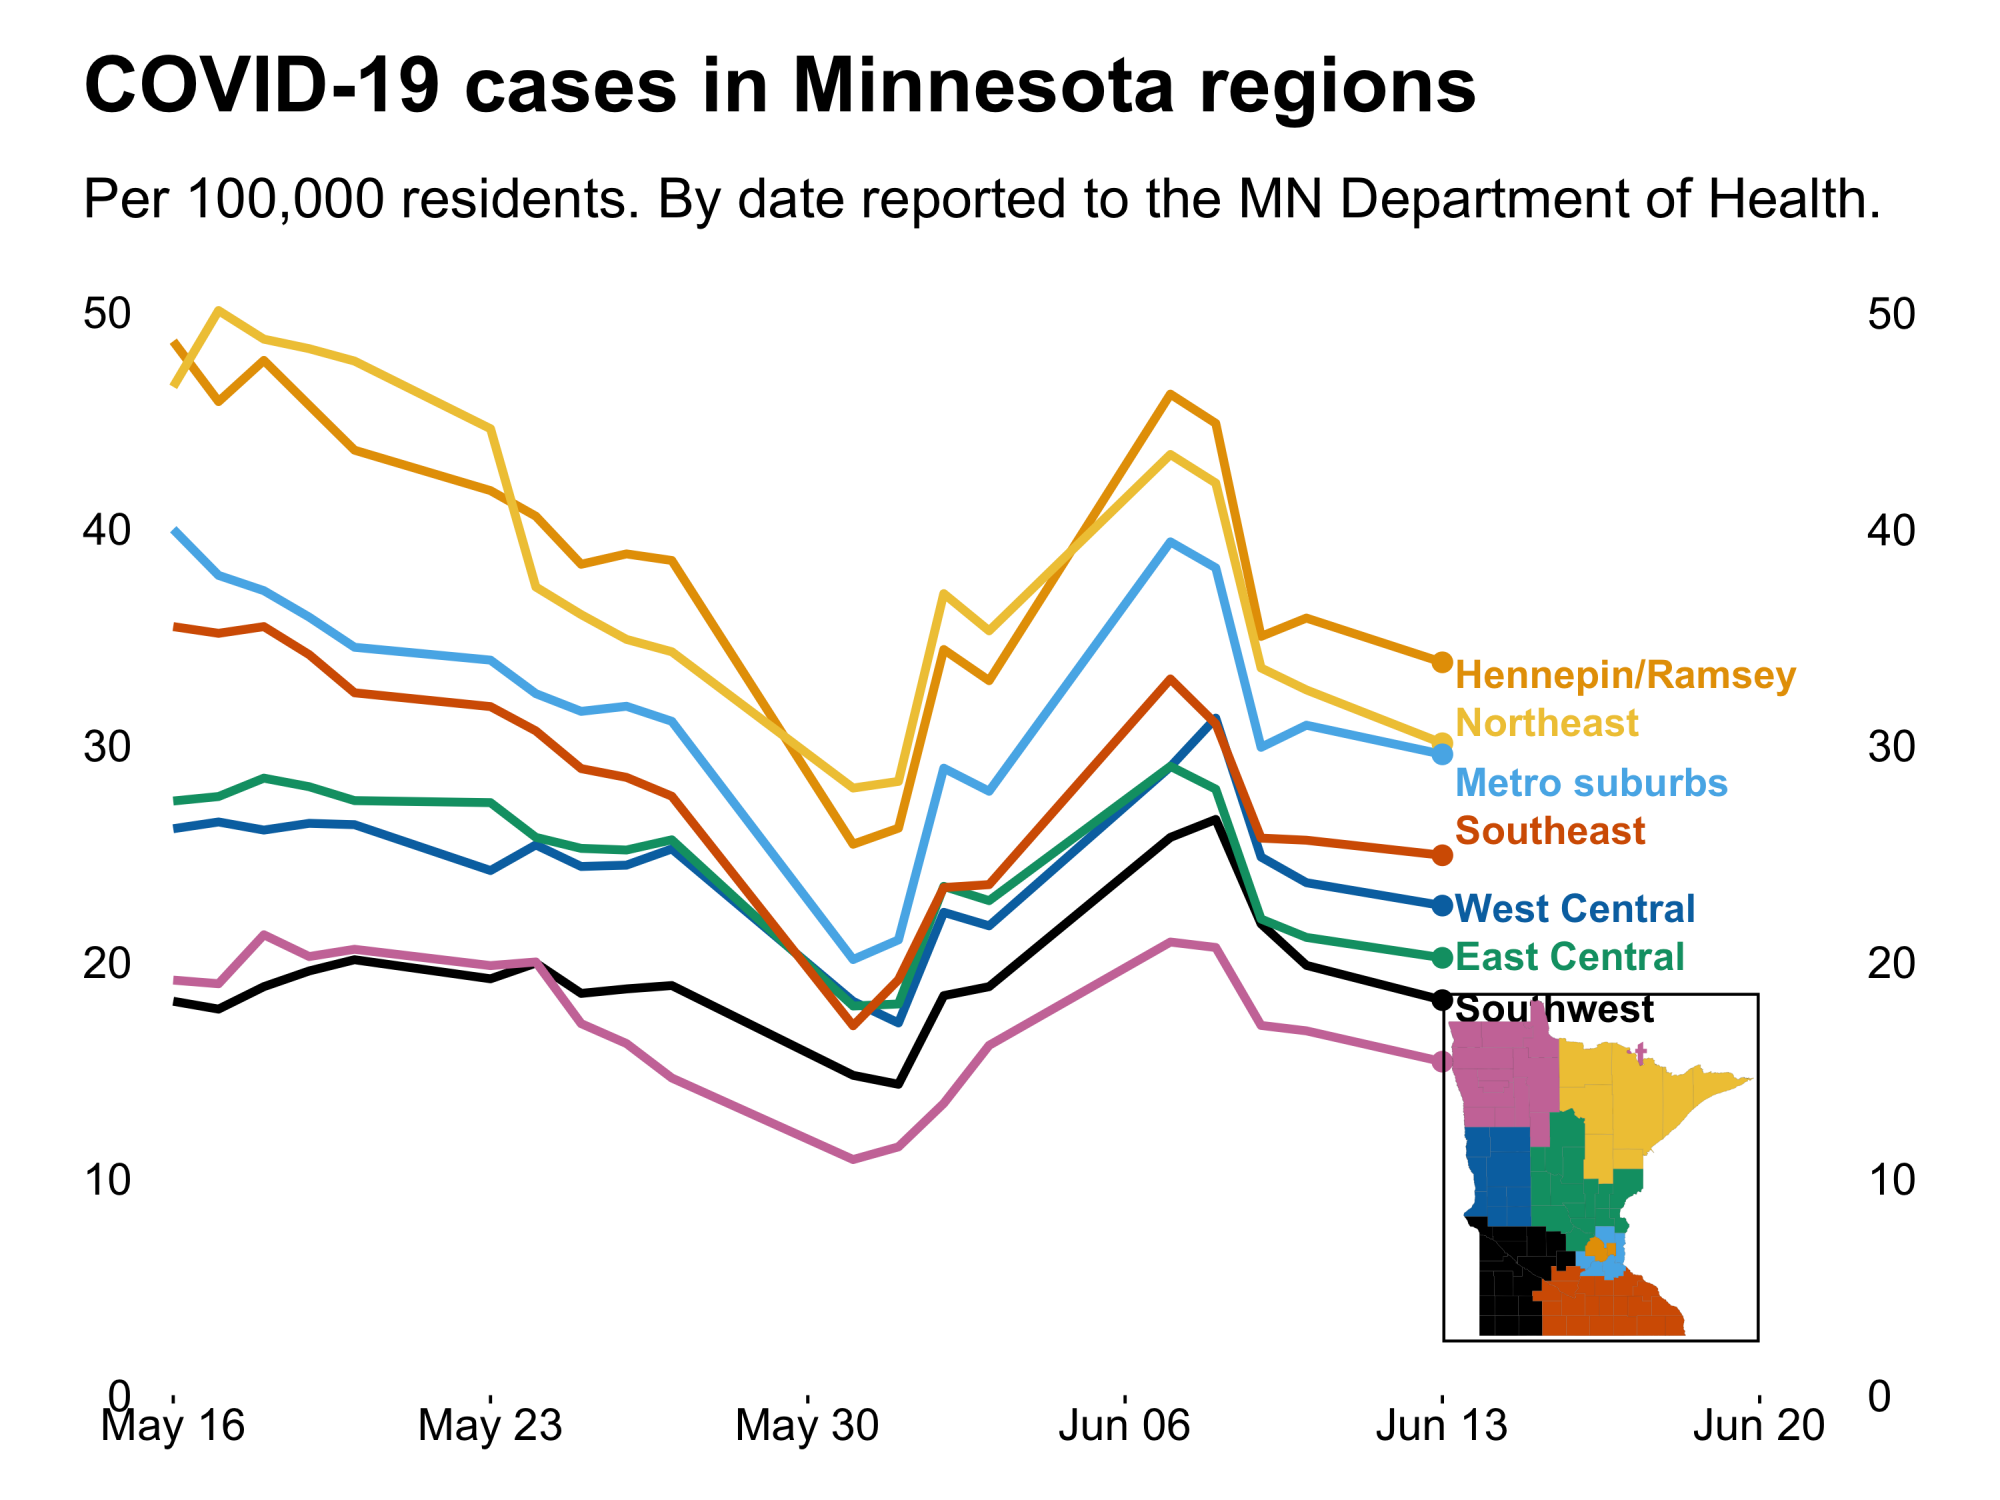 COVID-19 cases in Minnesota regions
Per 100,000 residents. By date reported to the MN Department of Health.
50
50
40
40
30
30
20
20
10
10
0
0
Hennepin/Ramsey
Northeast
Metro suburbs
Southeast
West Central
East Central
Southwest
May 16
May 23
May 30
Jun 06
Jun 13
Jun 20